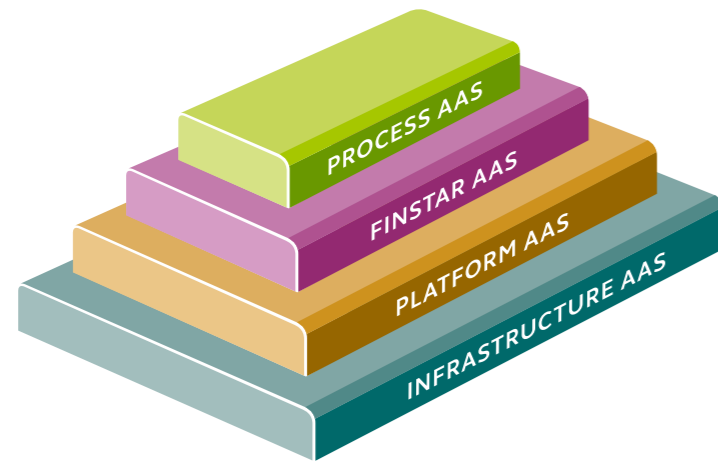 PROCESS AAS
FINSTAR AAS
PLATFORM AAS
INFRASTRUCTURE AAS